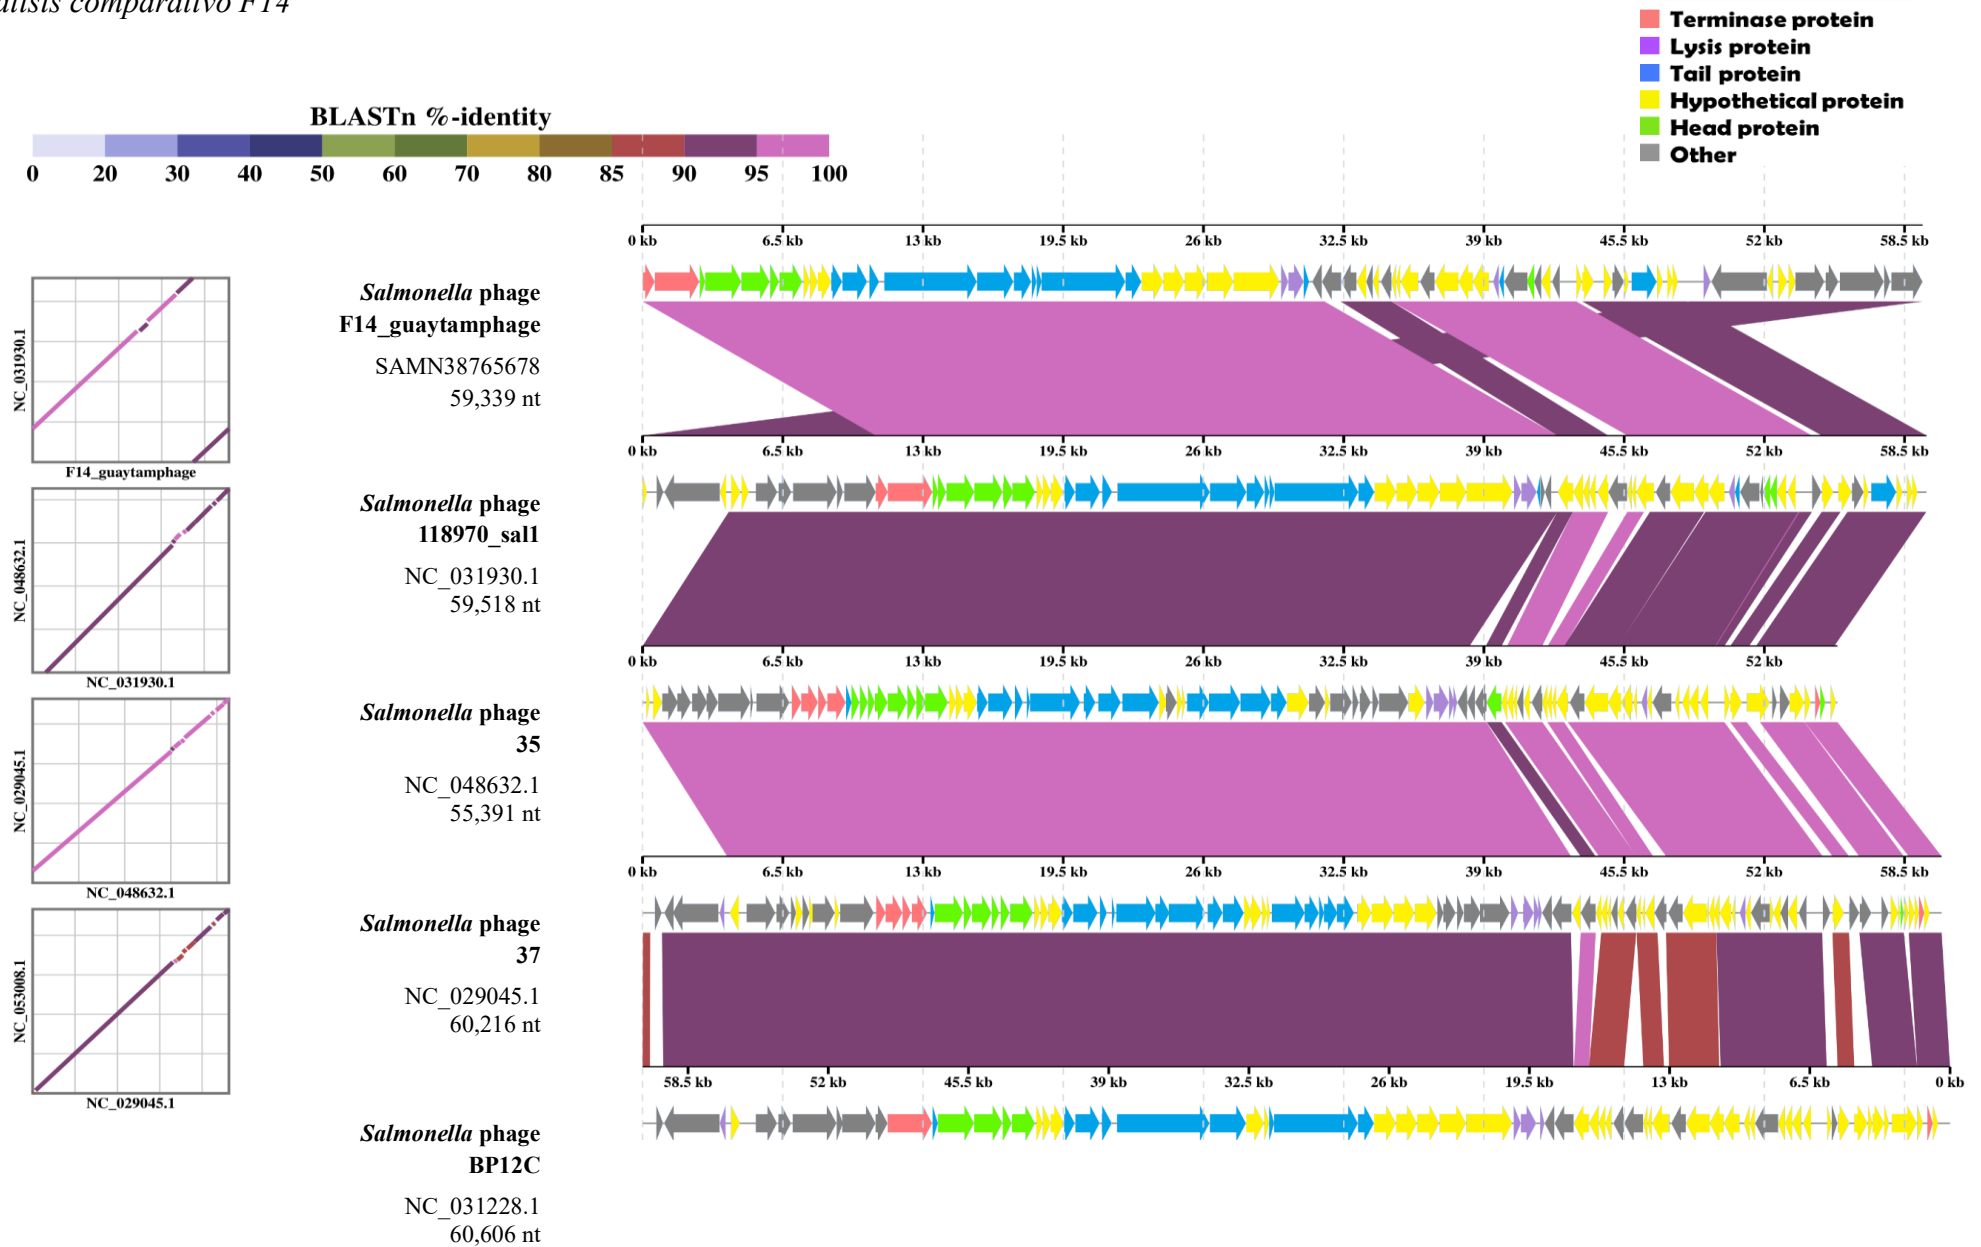 comparativo F14
Terminase protein
Lysis protein
Tail protein
Hypothetical protein
Head protein
Other
BLASTn %-identity
0 20 30 40 50 60 70 80 85 90 95 100
0 kb 6.5 kb 13 kb 19.5 kb 26 kb 32.5 kb 39 kb 45.5 kb 52 kb 58.5 kb
NC_031930.1
F14_guaytamphage
Salmonella phage
F14_guaytamphage
SAMN38765678
59,339 nt
0 kb 6.5 kb 13 kb 19.5 kb 26 kb 32.5 kb 39 kb 45.5 kb 52 kb 58.5 kb
NC_048632.1
NC_031930.1
Salmonella phage
118970_sal1
NC_031930.1
59,518 nt
0 kb 6.5 kb 13 kb 19.5 kb 26 kb 32.5 kb 39 kb 45.5 kb 52 kb
NC_029045.1
NC_048632.1
Salmonella phage
35
NC_048632.1
55,391 nt
0 kb 6.5 kb 13 kb 19.5 kb 26 kb 32.5 kb 39 kb 45.5 kb 52 kb 58.5 kb
NC_053008.1
NC_029045.1
Salmonella phage
37
NC_029045.1
60,216 nt
58.5 kb 52 kb 45.5 kb 39 kb 32.5 kb 26 kb 19.5 kb 13 kb 6.5 kb 0 kb
Salmonella phage
BP12C
NC_031228.1
60,606 nt